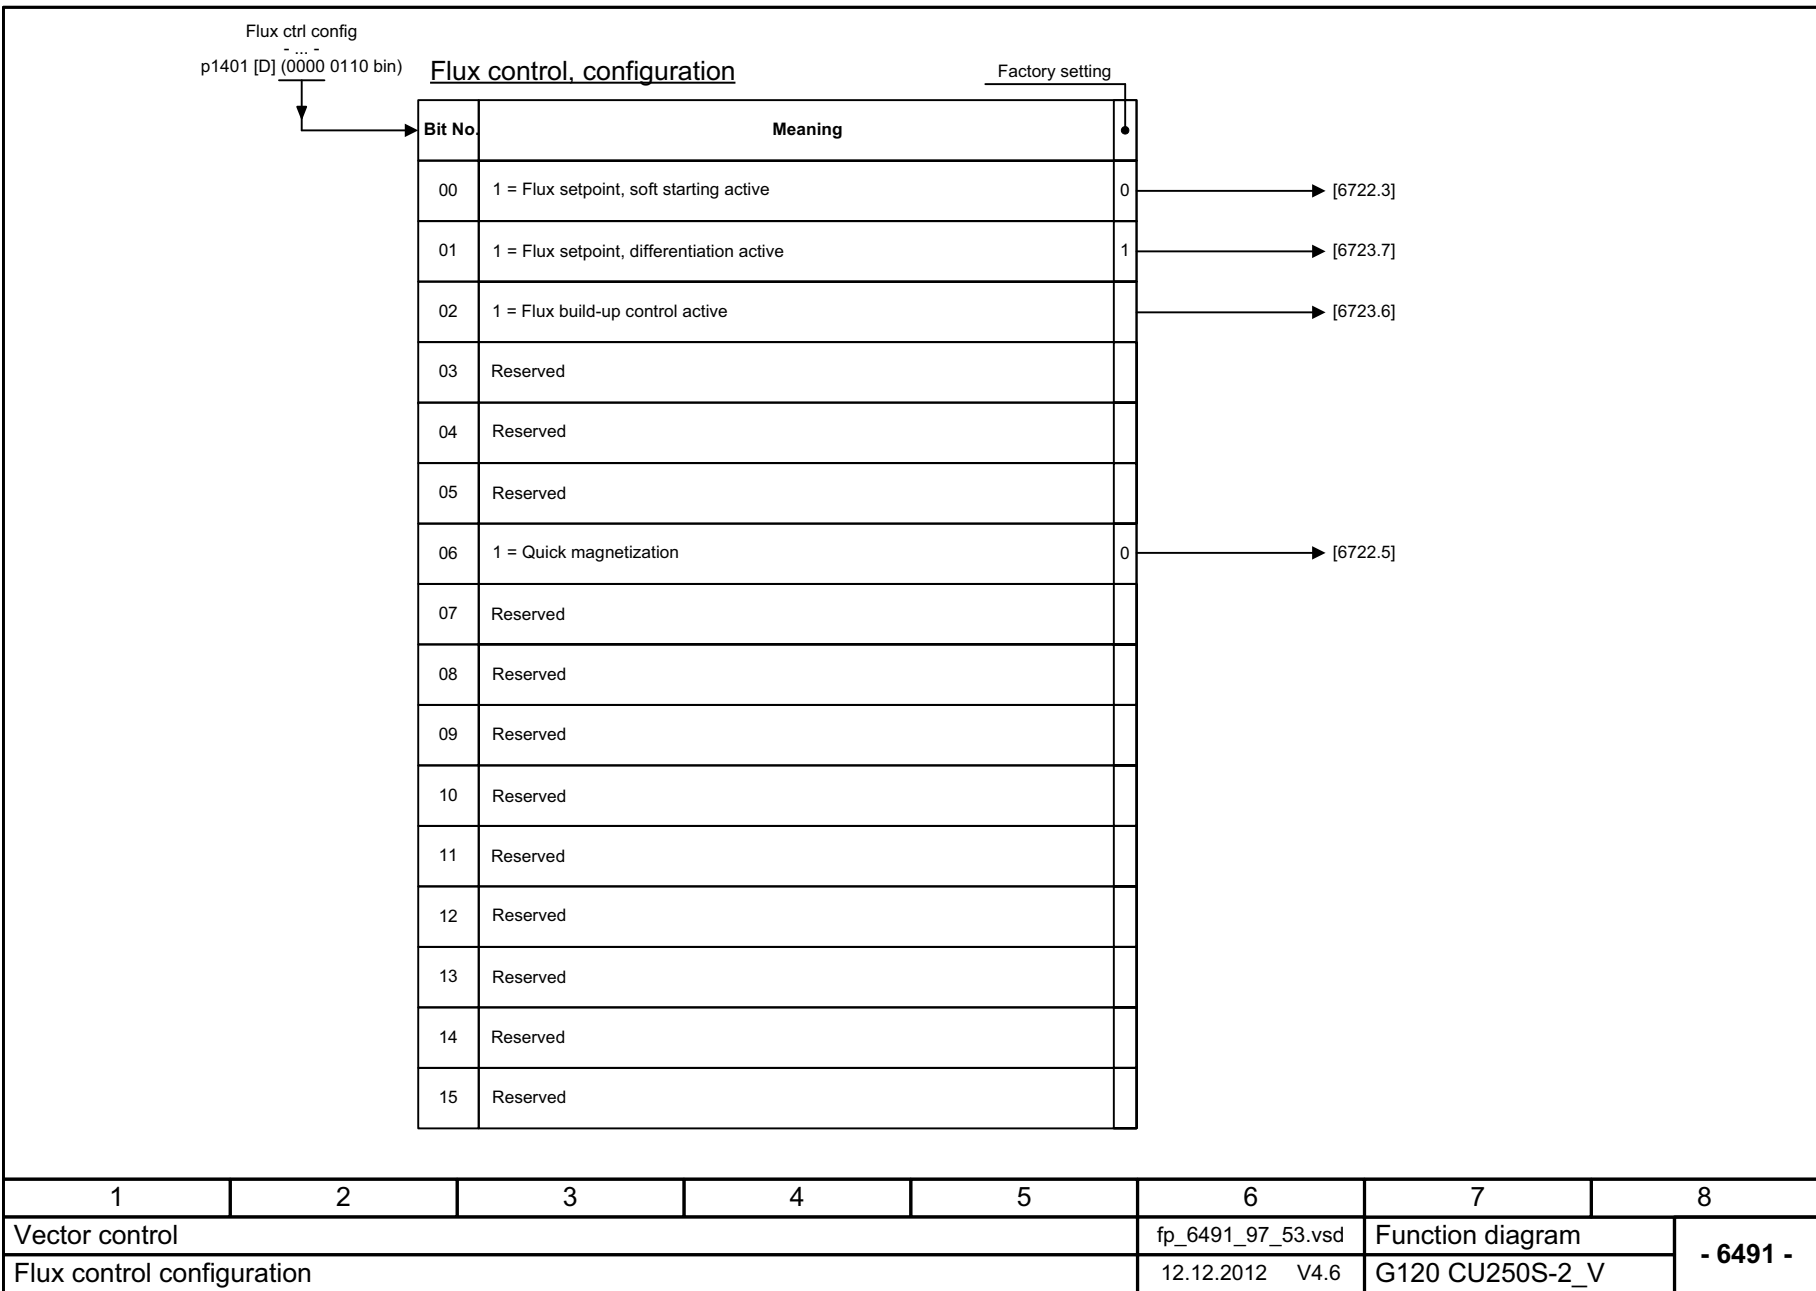 Flux ctrl config
- ... -
p1401 [D] (0000 0110 bin)
Flux control, configuration
Factory setting
Bit No. Meaning
00 1 = Flux setpoint, soft starting active 0 [6722.3]
01 1 = Flux setpoint, differentiation active 1 [6723.7]
02 1 = Flux build-up control active [6723.6]
03 Reserved
04 Reserved
05 Reserved
06 1 = Quick magnetization 0 [6722.5]
07 Reserved
08 Reserved
09 Reserved
10 Reserved
11 Reserved
12 Reserved
13 Reserved
14 Reserved
15 Reserved
1 2 3 4 5 6 7 8
Vector control fp_6491_97_53.vsd Function diagram - 6491 -
Flux control configuration 12.12.2012 V4.6 G120 CU250S-2_V